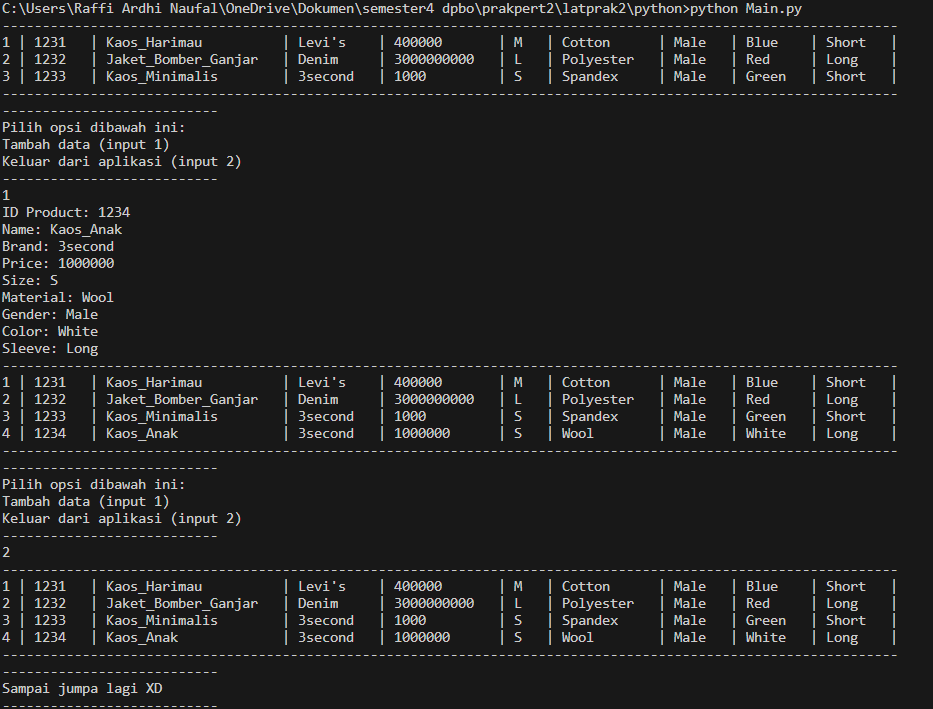 C:\Users\Raffi Ardhi Naufal\OneDrive\Dokumen\semester4 dpbo\prakpert2\latprak2\python>python Main.py
----------------------------------------------------------------------------------------------------------------
1 | 1231   | Kaos_Harimau          | Levi's    | 400000       | M   | Cotton      | Male   | Blue    | Short   |
2 | 1232   | Jaket_Bomber_Ganjar   | Denim     | 3000000000   | L   | Polyester   | Male   | Red     | Long    |
3 | 1233   | Kaos_Minimalis        | 3second   | 1000         | S   | Spandex     | Male   | Green   | Short   |
----------------------------------------------------------------------------------------------------------------
---------------------------
Pilih opsi dibawah ini:
Tambah data (input 1)
Keluar dari aplikasi (input 2)
---------------------------
1
ID Product: 1234
Name: Kaos_Anak
Brand: 3second
Price: 1000000
Size: S
Material: Wool
Gender: Male
Color: White
Sleeve: Long
----------------------------------------------------------------------------------------------------------------
1 | 1231   | Kaos_Harimau          | Levi's    | 400000       | M   | Cotton      | Male   | Blue    | Short   |
2 | 1232   | Jaket_Bomber_Ganjar   | Denim     | 3000000000   | L   | Polyester   | Male   | Red     | Long    |
3 | 1233   | Kaos_Minimalis        | 3second   | 1000         | S   | Spandex     | Male   | Green   | Short   |
4 | 1234   | Kaos_Anak             | 3second   | 1000000      | S   | Wool        | Male   | White   | Long    |
----------------------------------------------------------------------------------------------------------------
---------------------------
Pilih opsi dibawah ini:
Tambah data (input 1)
Keluar dari aplikasi (input 2)
---------------------------
2
----------------------------------------------------------------------------------------------------------------
1 | 1231   | Kaos_Harimau          | Levi's    | 400000       | M   | Cotton      | Male   | Blue    | Short   |
2 | 1232   | Jaket_Bomber_Ganjar   | Denim     | 3000000000   | L   | Polyester   | Male   | Red     | Long    |
3 | 1233   | Kaos_Minimalis        | 3second   | 1000         | S   | Spandex     | Male   | Green   | Short   |
4 | 1234   | Kaos_Anak             | 3second   | 1000000      | S   | Wool        | Male   | White   | Long    |
----------------------------------------------------------------------------------------------------------------
---------------------------
Sampai jumpa lagi XD
---------------------------